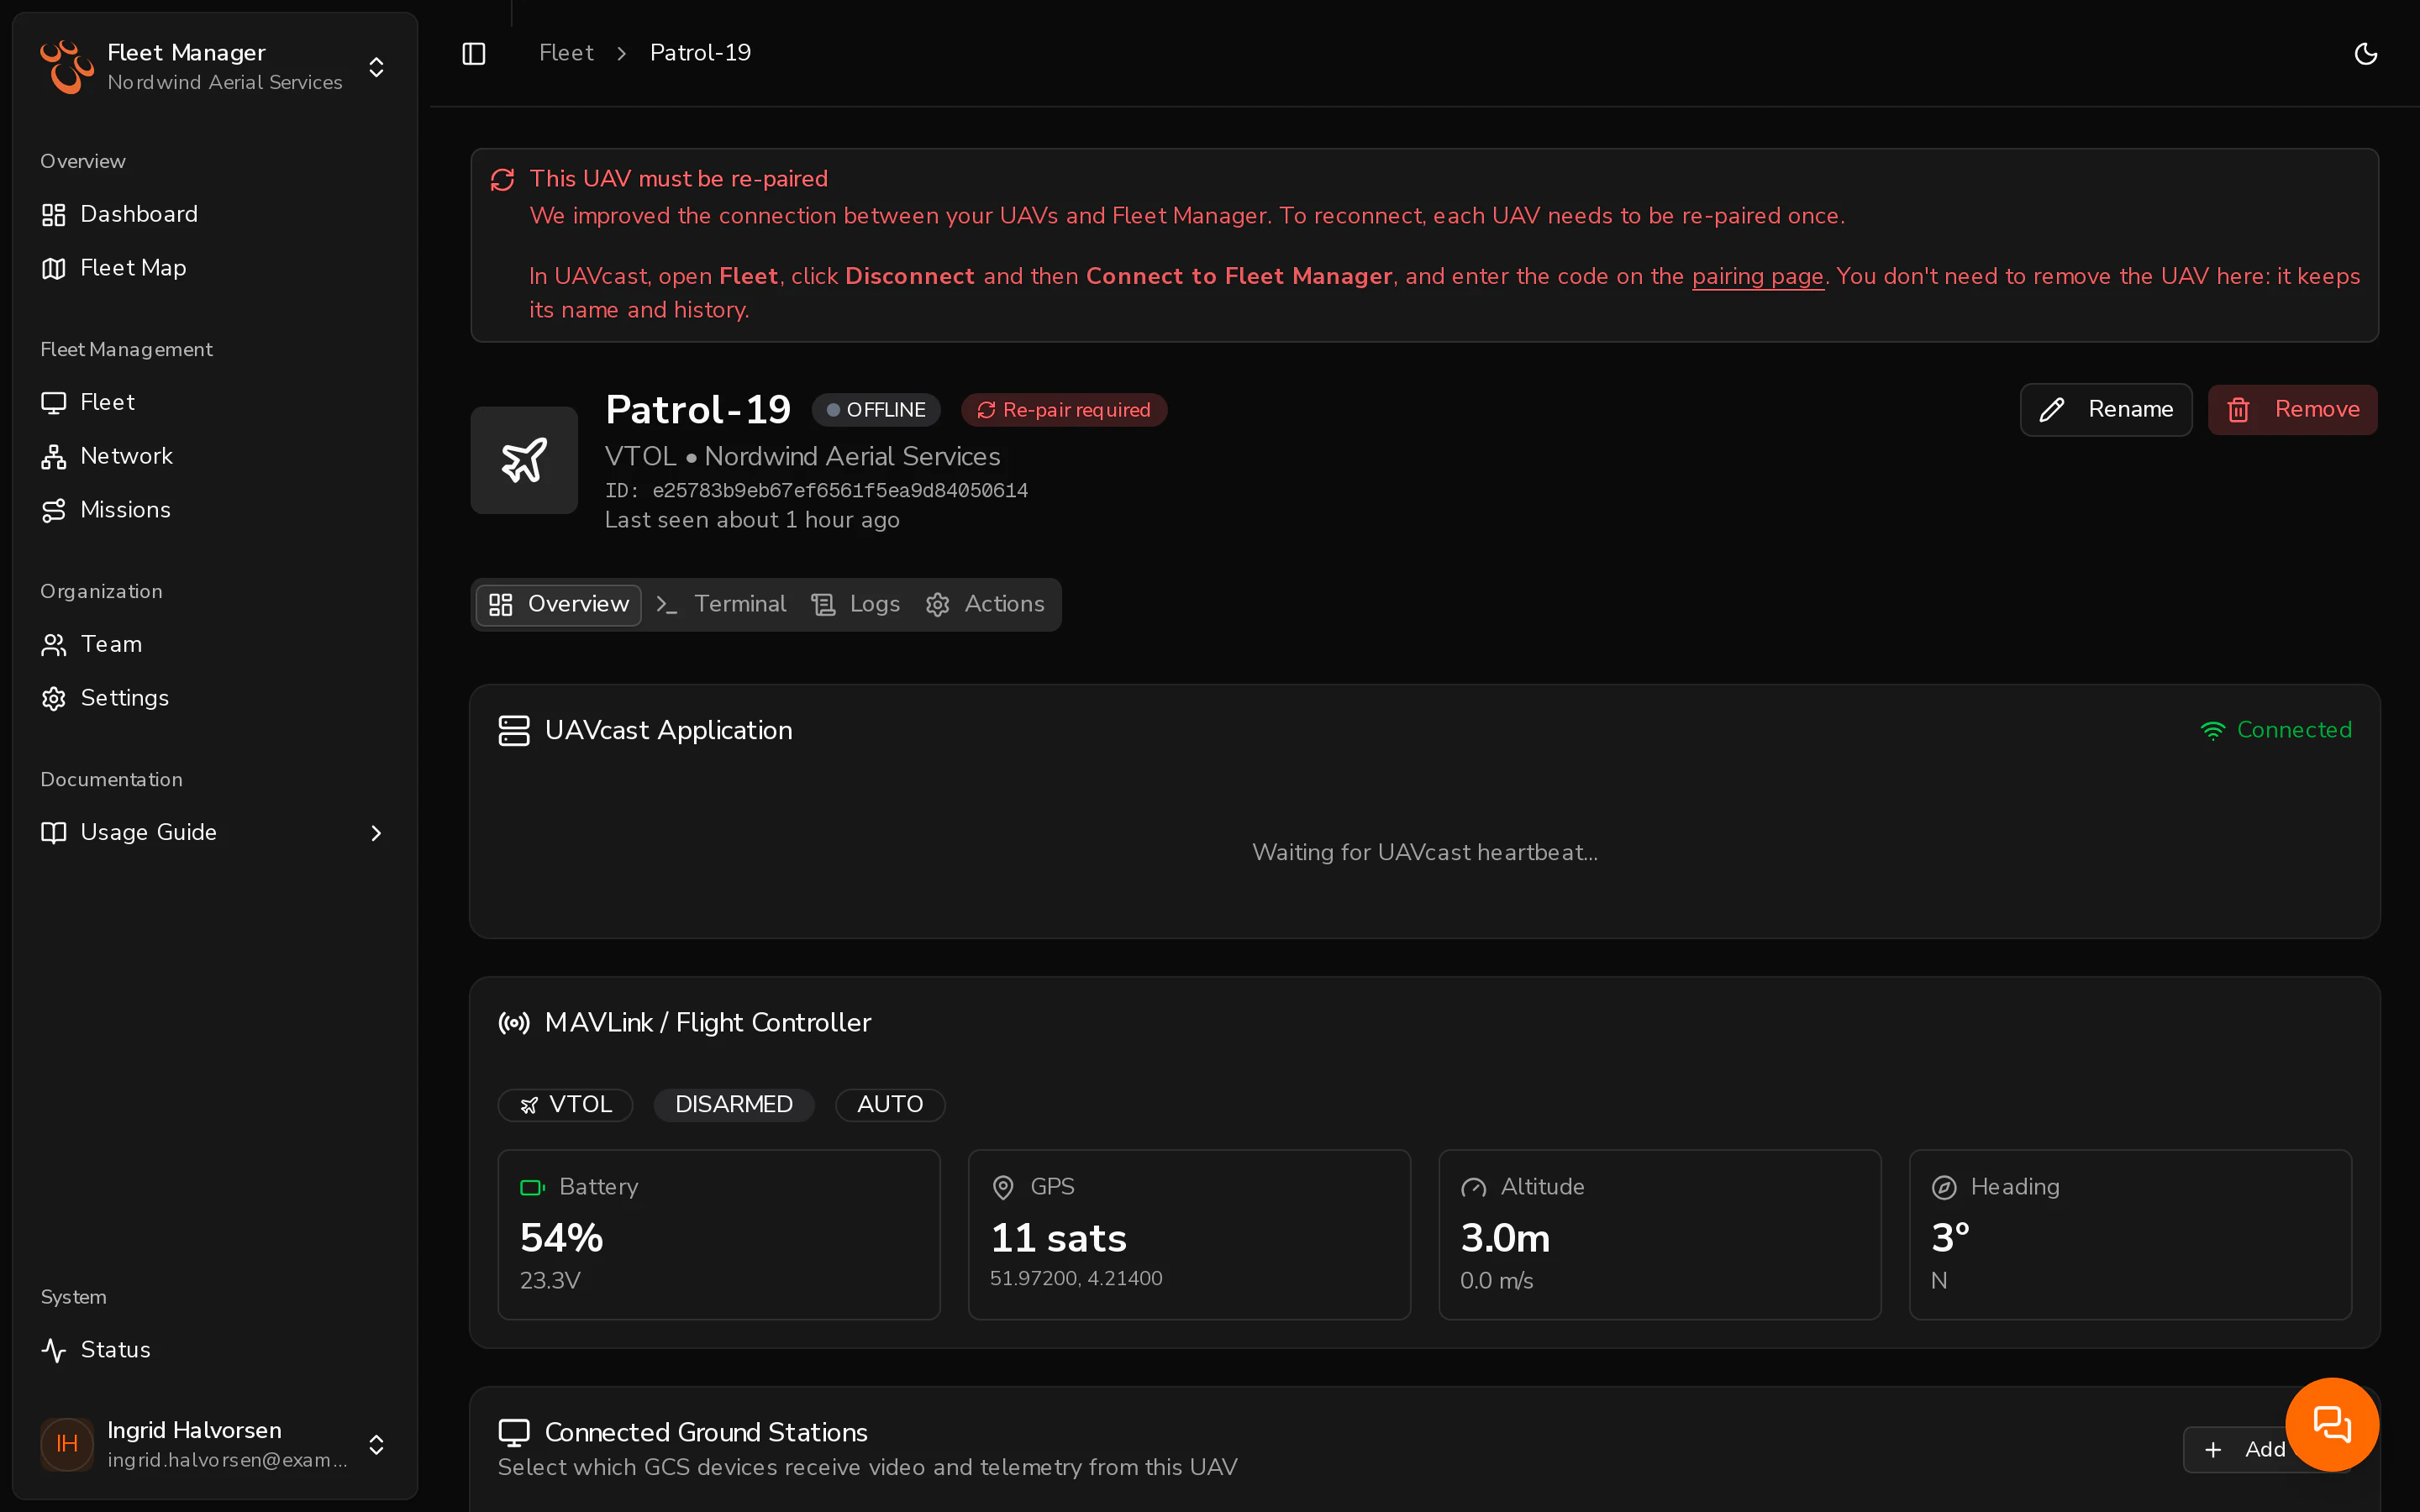 Fleet Manager
Nordwind Aerial Services
Overview
Dashboard
Fleet Map
Fleet Management
Fleet
Network
Missions
Organization
Team
Settings
Documentation
Usage Guide
System
Status
IH
Ingrid Halvorsen
ingrid.halvorsen@exam...
Fleet
Patrol-19
This UAV must be re-paired
We improved the connection between your UAVs and Fleet Manager. To reconnect, each UAV needs to be re-paired once.
In UAVcast, open Fleet, click Disconnect and then Connect to Fleet Manager, and enter the code on the pairing page. You don't need to remove the UAV here: it keeps
its name and history.
Patrol-19
OFFLINE
Re-pair required
VTOL • Nordwind Aerial Services
ID: e25783b9eb67ef6561f5ea9d84050614
Last seen about 1 hour ago
Rename
Remove
Overview
Terminal
Logs
Actions
UAVcast Application
Connected
Waiting for UAVcast heartbeat...
MAVLink / Flight Controller
VTOL
DISARMED
AUTO
Battery
54%
23.3V
GPS
11 sats
51.97200, 4.21400
Altitude
3.0m
0.0 m/s
Heading
3°
N
Connected Ground Stations
Select which GCS devices receive video and telemetry from this UAV
Add